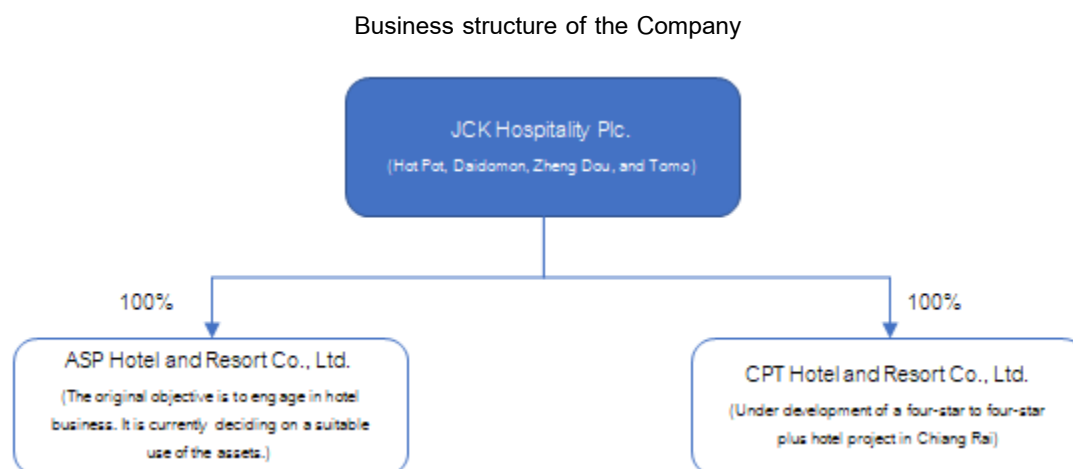 Business structure of the Company
JCK Hospitality Plc.
(Hot Pot, Daidomon, Zheng Dou, and Tomo)
100%
100%
ASP Hotel and Resort Co., Ltd.
(The original objective is to engage in hotel
business. It is currently deciding on a suitable
use of the assets.)
CPT Hotel and Resort Co., Ltd.
(Under development of a four-star to four-star
plus hotel project in Chiang Rai)